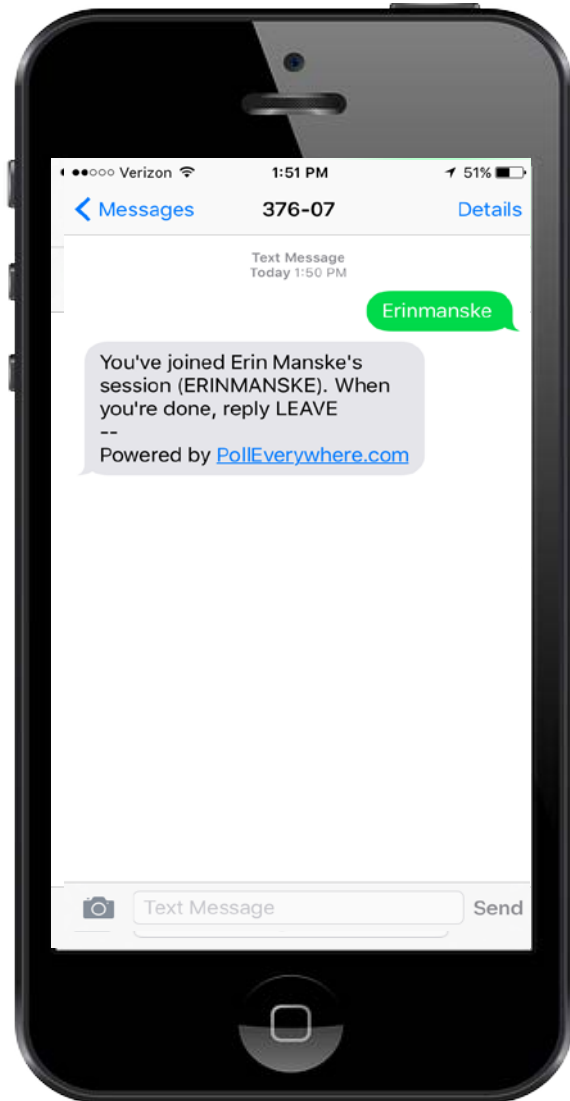 Verizon 1:51 PM 51%
Messages 376-07 Details
Text Message
Today 1:50 PM
Erinmanske
You've joined Erin Manske's
session (ERINMANSKE). When
you're done, reply LEAVE
--
Powered by PollEverywhere.com
Text Message Send